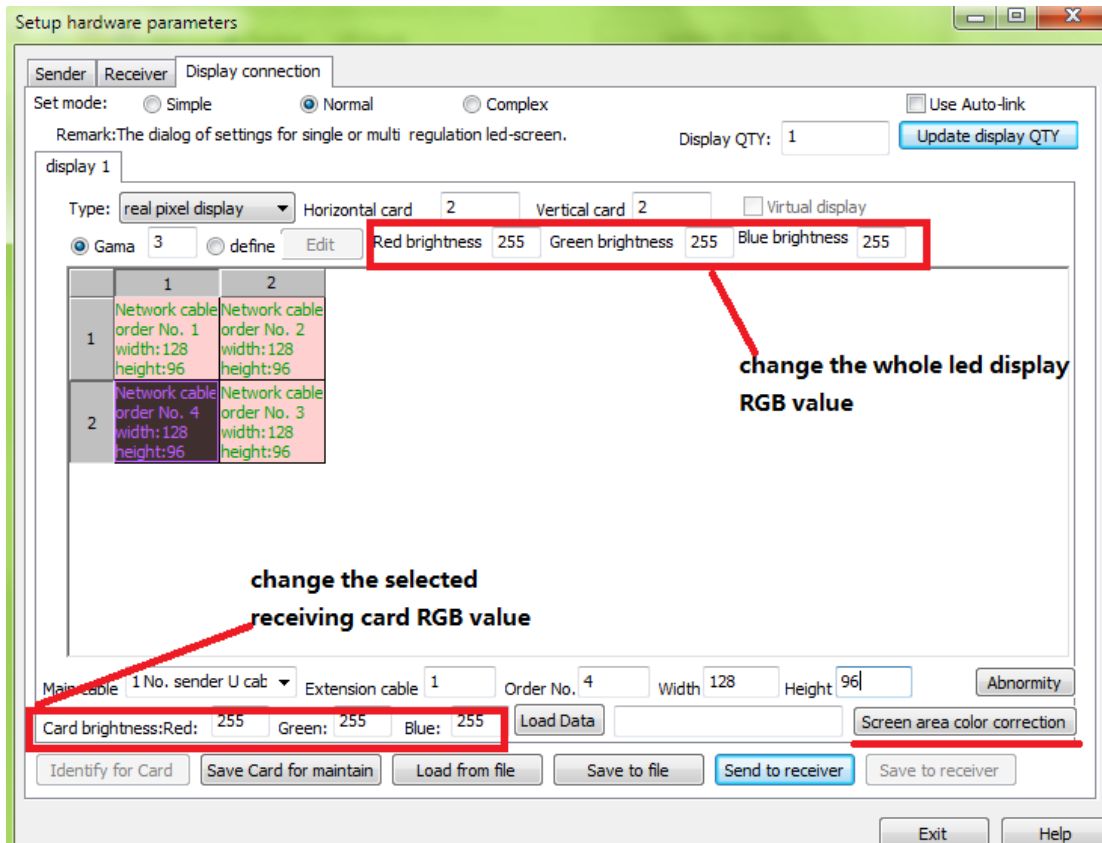 Setup hardware parameters
Sender Receiver Display connection
Set mode: Simple Normal Complex Use Auto-link
Remark:The dialog of settings for single or multi regulation led-screen. Display QTY: 1 Update display QTY
display 1
Type: real pixel display Horizontal card 2 Vertical card 2 Virtual display
Gama 3 define Edit Red brightness 255 Green brightness 255 Blue brightness 255
1 2
Network cable Network cable
1 order No. 1 order No. 2
width:128 width:128
height:96 height:96
Network cable Network cable
2 order No. 4 order No. 3
width:128 width:128
height:96 height:96
change the whole led display
RGB value
change the selected
receiving card RGB value
Main cable 1 No. sender U cab Extension cable 1 Order No. 4 Width 128 Height 96 Abnormity
Card brightness:Red: 255 Green: 255 Blue: 255 Load Data Screen area color correction
Identify for Card Save Card for maintain Load from file Save to file Send to receiver Save to receiver
Exit Help